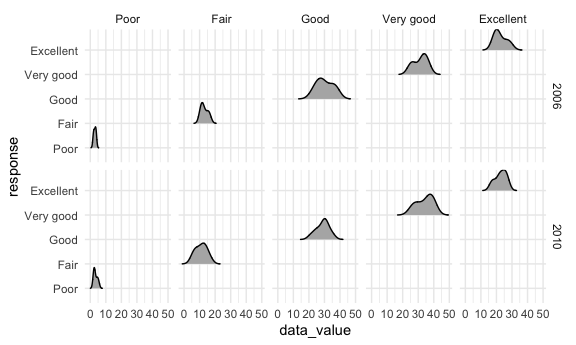 Poor Fair Good Very good Excellent
Excellent
Very good
Good
Fair
Poor
2006
Excellent
Very good
Good
Fair
Poor
2010
response
0 10 20 30 40 50 0 10 20 30 40 50 0 10 20 30 40 50 0 10 20 30 40 50 0 10 20 30 40 50
data_value